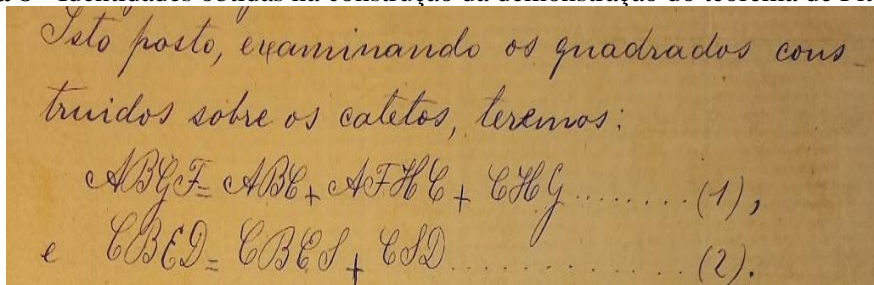 Isto posto, examinando os quadrados cons-
truidos sobre os catetos, teremos:
ABGF = ABC + AFHC + CHG ........ (1),
e CBED = CBES + CSD .............. (2).